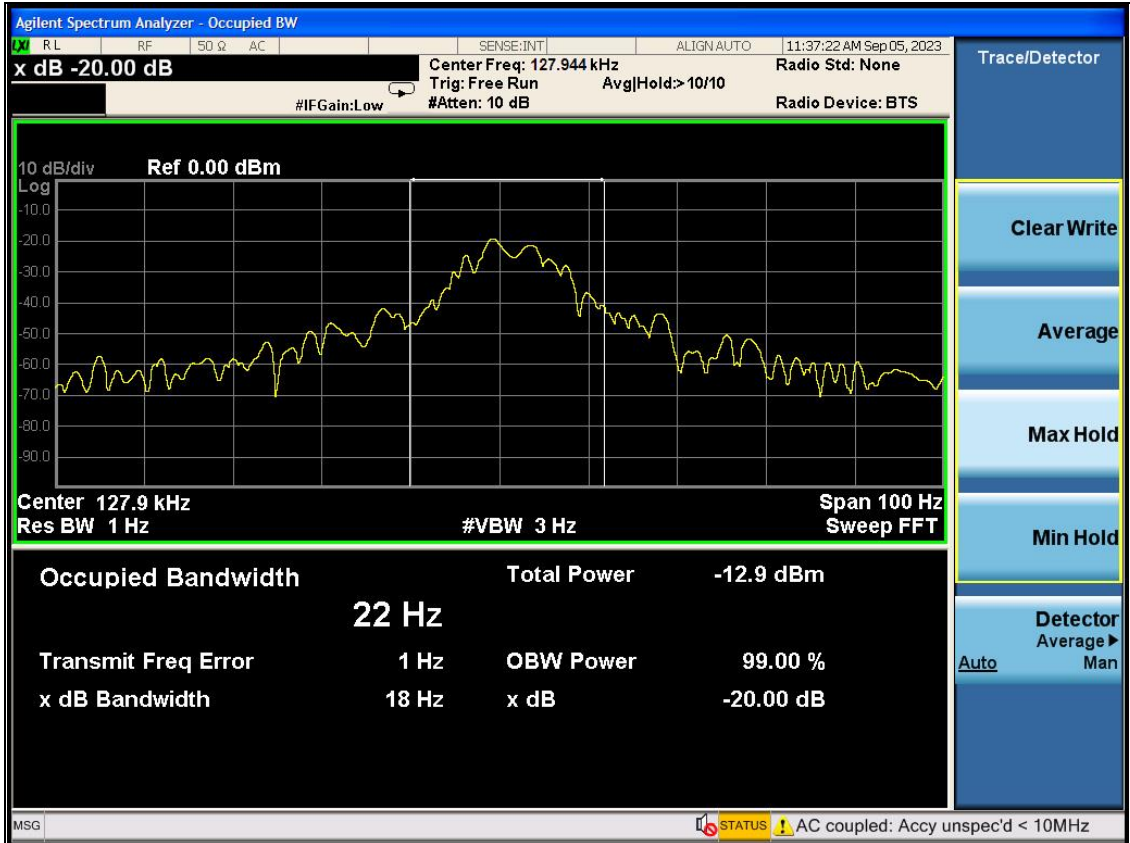 Agilent Spectrum Analyzer - Occupied BW
LXI RL RF 50 Ω AC SENSE:INT ALIGN AUTO 11:37:22 AM Sep 05, 2023
x dB -20.00 dB
Center Freq: 127.944 kHz
Radio Std: None
Trig: Free Run Avg|Hold:>10/10
#IFGain:Low
#Atten: 10 dB
Radio Device: BTS
10 dB/div Ref 0.00 dBm
Log
-10.0
-20.0
-30.0
-40.0
-50.0
-60.0
-70.0
-80.0
-90.0
Center 127.9 kHz
Span 100 Hz
Res BW 1 Hz
#VBW 3 Hz
Sweep FFT
Occupied Bandwidth
Total Power -12.9 dBm
22 Hz
Transmit Freq Error 1 Hz OBW Power 99.00 %
x dB Bandwidth 18 Hz x dB -20.00 dB
Trace/Detector
Clear Write
Average
Max Hold
Min Hold
Detector
Average
Auto Man
MSG
STATUS
AC coupled: Accy unspec'd < 10MHz